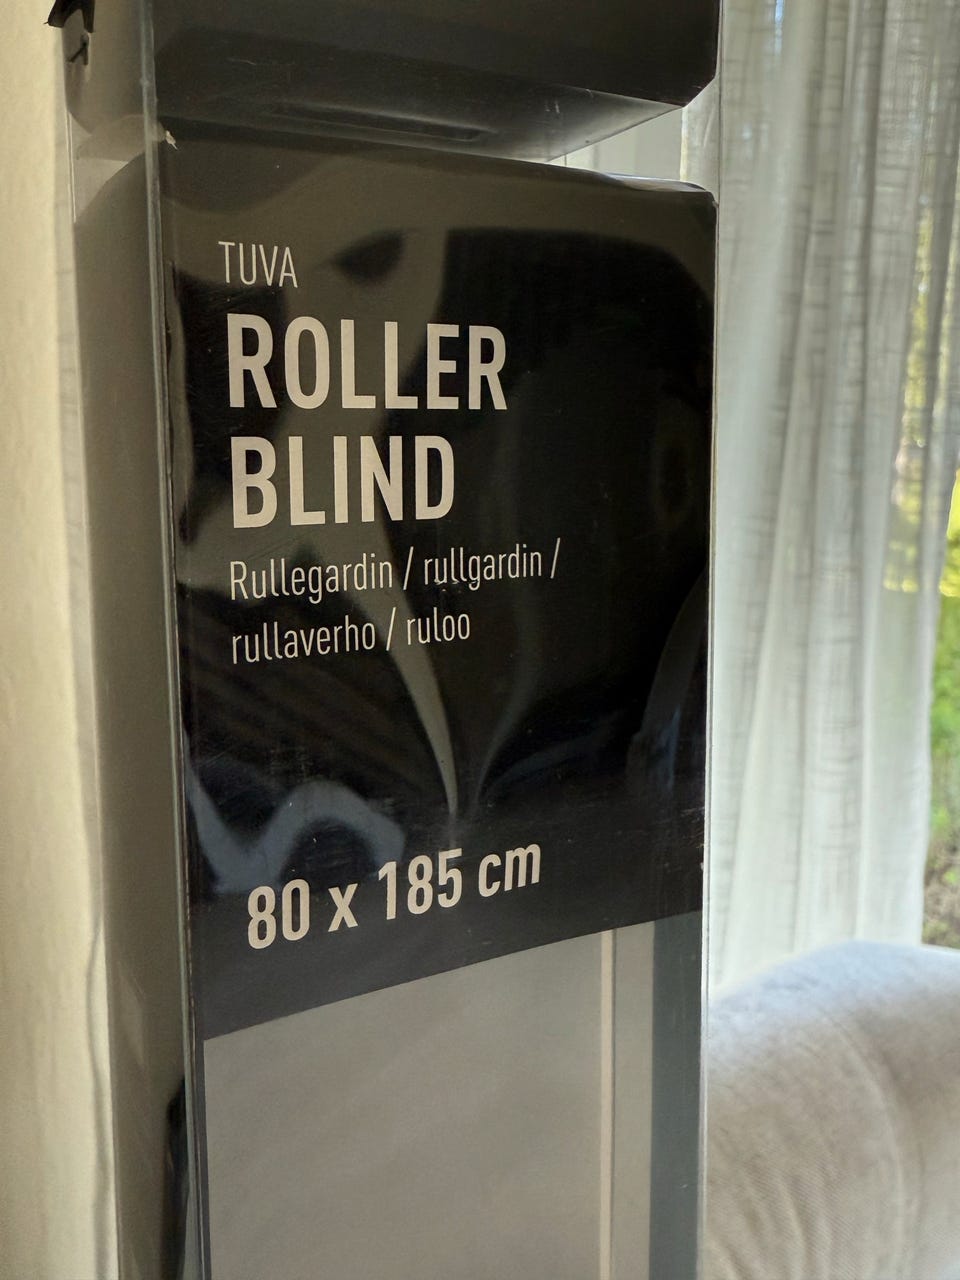 TUVA
ROLLER
BLIND
Rullegardin / rullgardin /
rullaverho / ruloo
80 x 185 cm